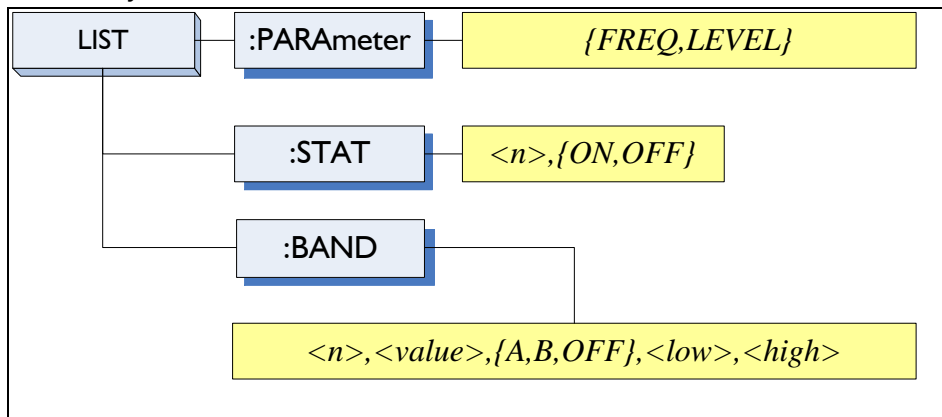 LIST :PARAmeter {FREQ,LEVEL}
:STAT <n>,{ON,OFF}
:BAND
<n>,<value>,{A,B,OFF},<low>,<high>